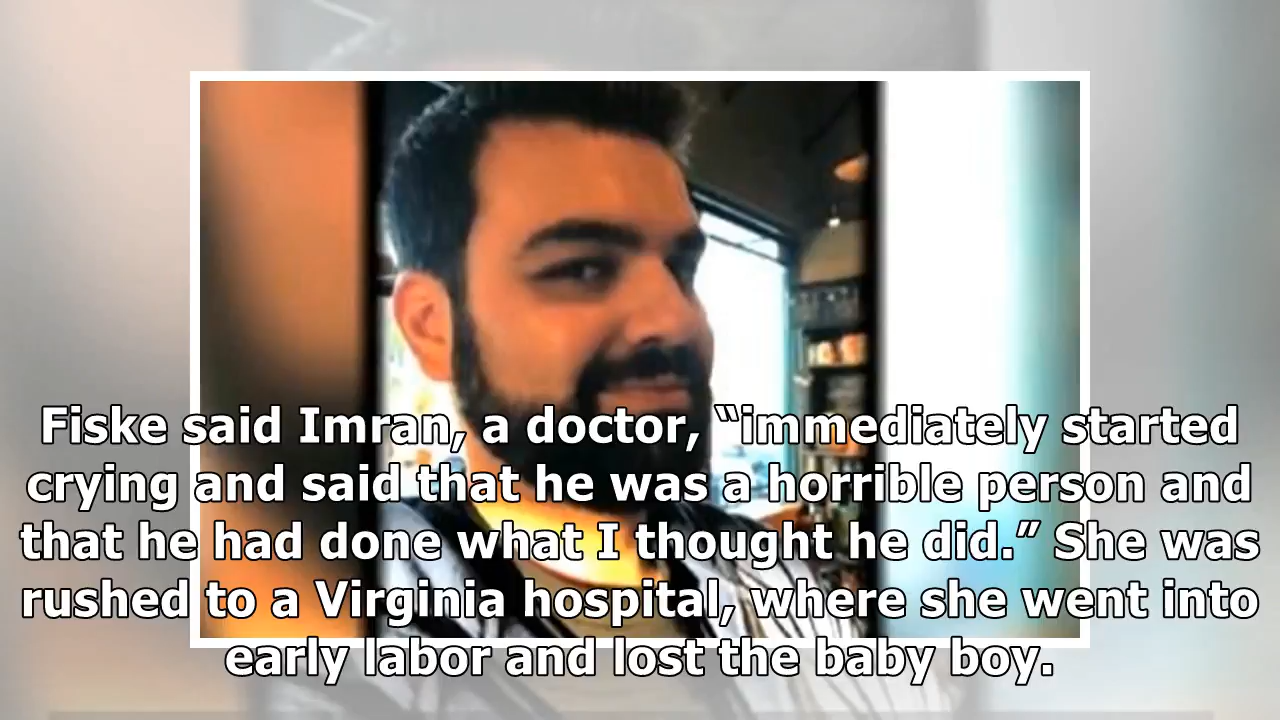 Fiske said Imran, a doctor, “immediately started
crying and said that he was a horrible person and
that he had done what I thought he did.” She was
rushed to a Virginia hospital, where she went into
early labor and lost the baby boy.